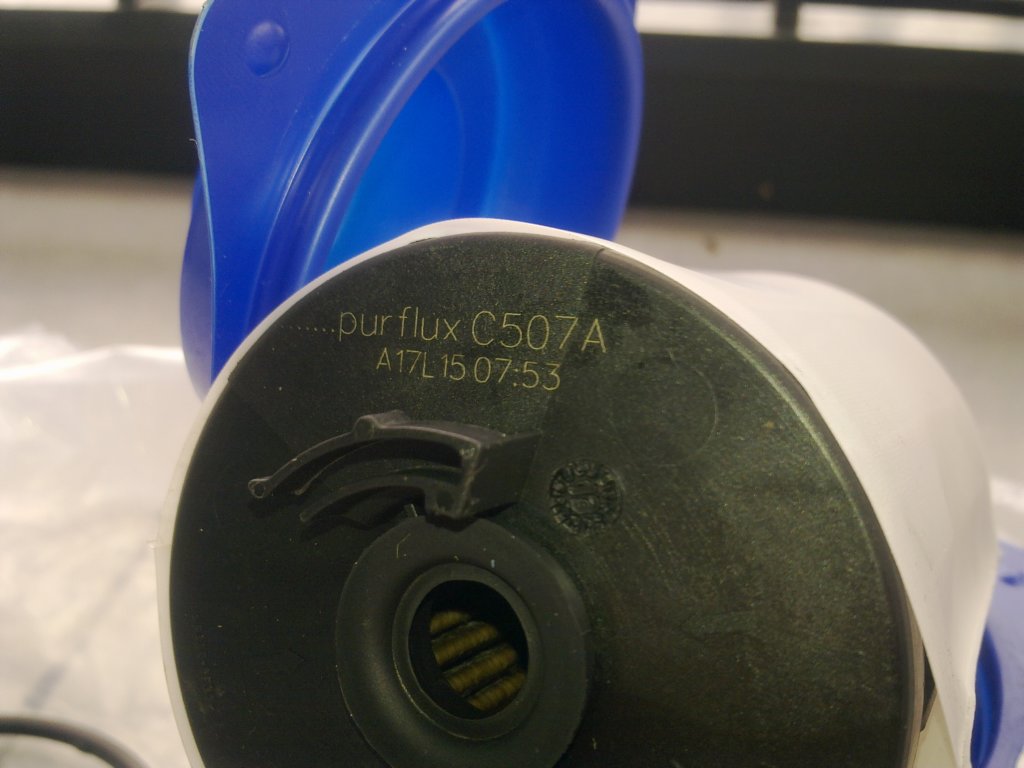 ......purflux C507A
A17L 15 07:53